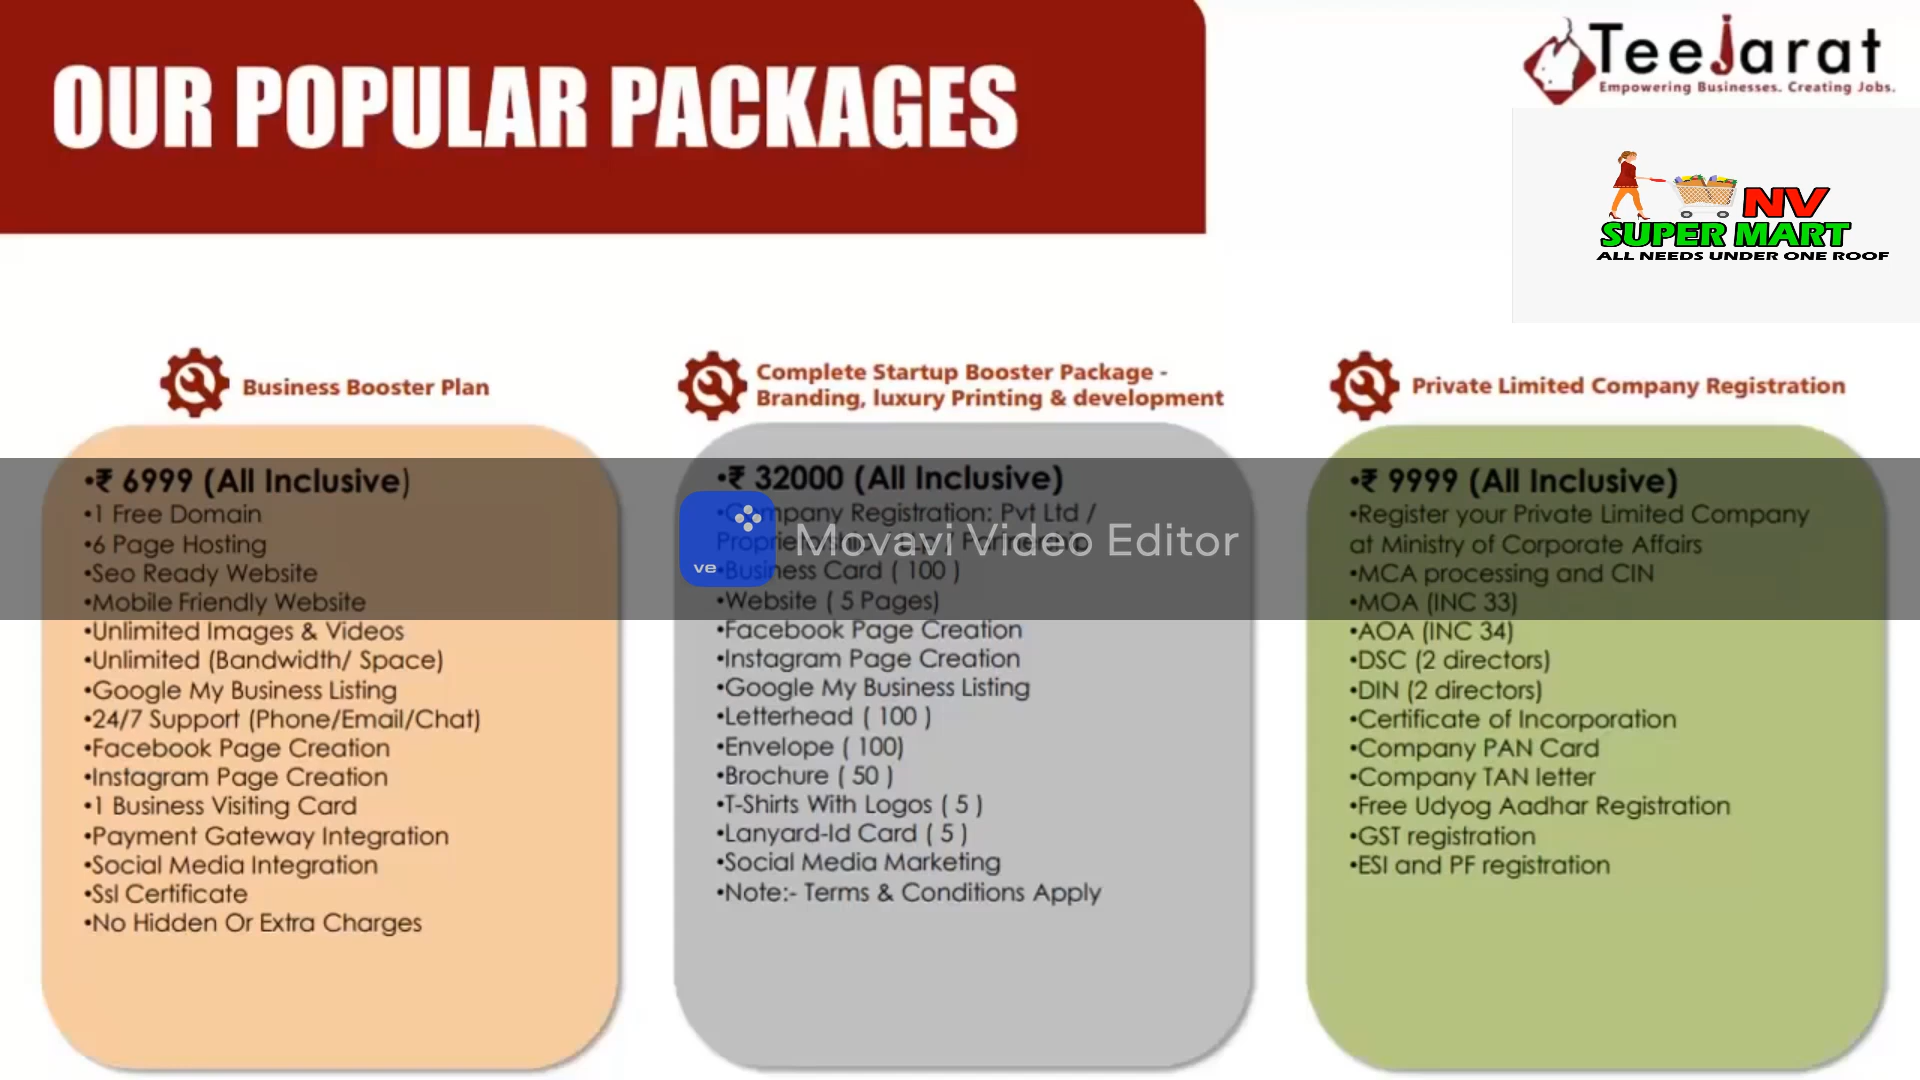 OUR POPULAR PACKAGES
TeeJarat
Empowering Businesses. Creating Jobs.
NV
SUPER MART
ALL NEEDS UNDER ONE ROOF
Business Booster Plan
•₹ 6999 (All Inclusive)
•1 Free Domain
•6 Page Hosting
•Seo Ready Website
•Mobile Friendly Website
•Unlimited Images & Videos
•Unlimited (Bandwidth/ Space)
•Google My Business Listing
•24/7 Support (Phone/Email/Chat)
•Facebook Page Creation
•Instagram Page Creation
•1 Business Visiting Card
•Payment Gateway Integration
•Social Media Integration
•Ssl Certificate
•No Hidden Or Extra Charges
Complete Startup Booster Package -
Branding, luxury Printing & development
•₹ 32000 (All Inclusive)
•Company Registration: Pvt Ltd /
•Business Card ( 100 )
•Website ( 5 Pages)
•Facebook Page Creation
•Instagram Page Creation
•Google My Business Listing
•Letterhead ( 100 )
•Envelope ( 100)
•Brochure ( 50 )
•T-Shirts With Logos ( 5 )
•Lanyard-Id Card ( 5 )
•Social Media Marketing
•Note:- Terms & Conditions Apply
Private Limited Company Registration
•₹ 9999 (All Inclusive)
•Register your Private Limited Company
at Ministry of Corporate Affairs
•MCA processing and CIN
•MOA (INC 33)
•AOA (INC 34)
•DSC (2 directors)
•DIN (2 directors)
•Certificate of Incorporation
•Company PAN Card
•Company TAN letter
•Free Udyog Aadhar Registration
•GST registration
•ESI and PF registration
ve
Movavi Video Editor